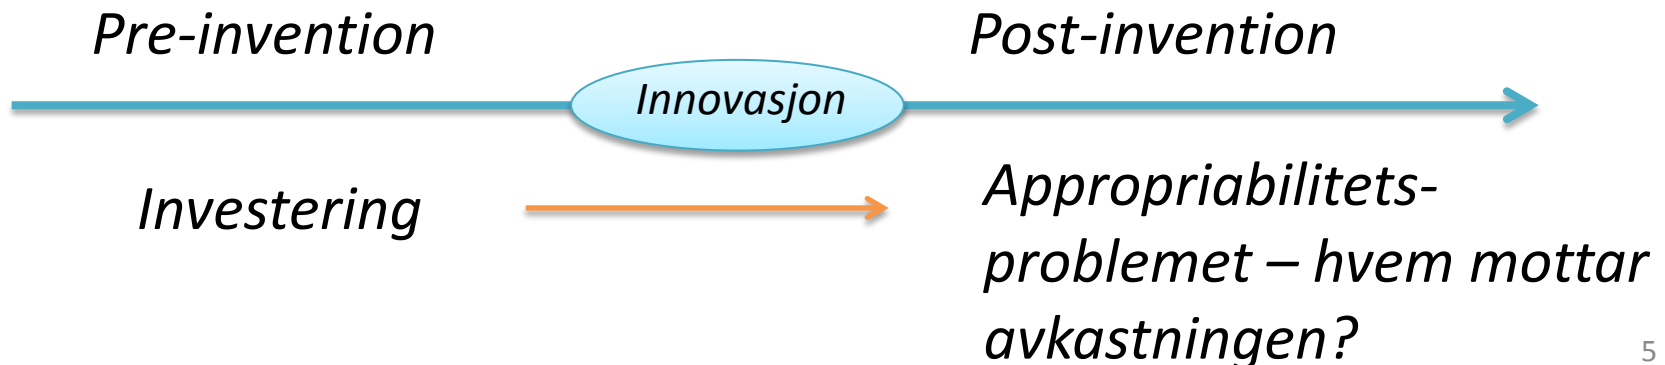 Pre-invention
Post-invention
Innovasjon
Investering
Appropriabilitets-
problemet – hvem mottar
avkastningen?
5